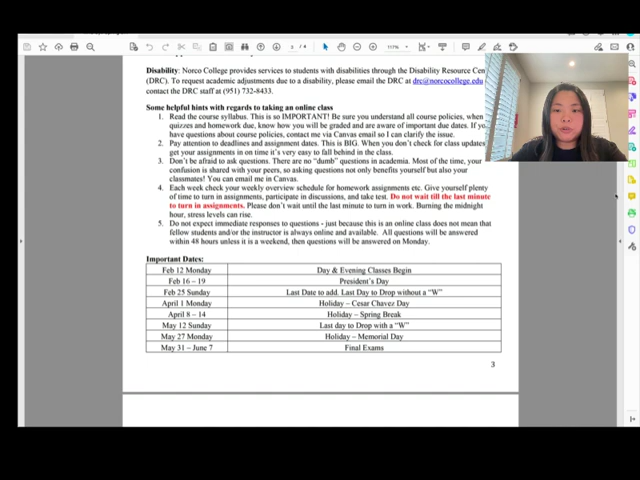 3 / 4
117%
Disability: Norco College provides services to students with disabilities through the Disability Resource Cen
(DRC). To request academic adjustments due to a disability, please email the DRC at drc@norcocollege.edu
contact the DRC staff at (951) 732-8433.
Some helpful hints with regards to taking an online class
1. Read the course syllabus. This is so IMPORTANT! Be sure you understand all course policies, when
quizzes and homework due, know how you will be graded and are aware of important due dates. If yo
have questions about course policies, contact me via Canvas email so I can clarify the issue.
2. Pay attention to deadlines and assignment dates. This is BIG. When you don't check for class updates
get your assignments in on time it's very easy to fall behind in the class.
3. Don't be afraid to ask questions. There are no "dumb" questions in academia. Most of the time, your
confusion is shared with your peers, so asking questions not only benefits yourself but also your
classmates! You can email me in Canvas.
4. Each week check your weekly overview schedule for homework assignments etc. Give yourself plenty
of time to turn in assignments, participate in discussions, and take test. Do not wait till the last minute
to turn in assignments. Please don't wait until the last minute to turn in work. Burning the midnight
hour, stress levels can rise.
5. Do not expect immediate responses to questions - just because this is an online class does not mean that
fellow students and/or the instructor is always online and available. All questions will be answered
within 48 hours unless it is a weekend, then questions will be answered on Monday.
Important Dates:
Feb 12 Monday Day & Evening Classes Begin
Feb 16 – 19 President's Day
Feb 25 Sunday Last Date to add. Last Day to Drop without a "W"
April 1 Monday Holiday – Cesar Chavez Day
April 8 – 14 Holiday – Spring Break
May 12 Sunday Last day to Drop with a "W"
May 27 Monday Holiday – Memorial Day
May 31 – June 7 Final Exams
3